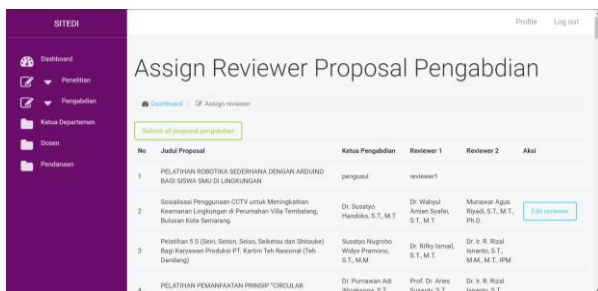 SITEDI
Profile Log out
Dashboard
Penelitian
Pengabdian
Ketua Departemen
Dosen
Pendanaan
Assign Reviewer Proposal Pengabdian
Dashboard / Assign reviewer
Submit all proposal pengabdian
No Judul Proposal Ketua Pengabdian Reviewer 1 Reviewer 2 Aksi
1 PELATIHAN ROBOTIKA SEDERHANA DENGAN ARDUINO pengusul reviewer1
BAGI SISWA SMU DI LINGKUNGAN
Sosialisasi Penggunaan CCTV untuk Meningkatkan Dr. Wahyul Munawar Agus
2 Keamanan Lingkungan di Perumahan Villa Tembalang, Dr. Susatyo Amien Syafei, Riyadi, S.T., M.T., Edit reviewer
Bulusan Kota Semarang Handoko, S.T., M.T. S.T., M.T. Ph.D.
Pelatihan 5 S (Seiri, Seiton, Seiso, Seiketsu dan Shitsuke) Susatyo Nugroho Dr. Ir. R. Rizal
3 Bagi Karyawan Produksi PT. Kartini Teh Nasional (Teh Widyo Pramono, Dr. Rifky Ismail, Isnanto, S.T.,
Dandang) S.T., M.M. S.T., M.T. M.M., M.T., IPM
4 PELATIHAN PEMANFAATAN PRINSIP "CIRCULAR Dr. Purnawan Adi Prof. Dr. Aries Dr. Ir. R. Rizal
Wicaksono, S.T. Susanto, S.T. Isnanto, S.T.